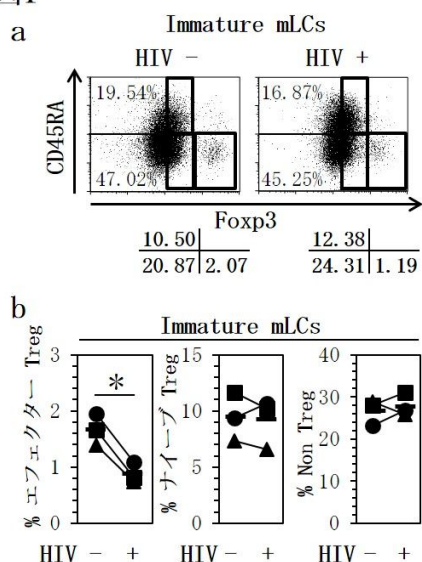 a
Immature mLCs
HIV − HIV +
CD45RA
19.54% 16.87%
47.02% 45.25%
Foxp3
10.50 12.38
20.87 2.07 24.31 1.19
b
Immature mLCs
% エフェクター Treg
3
2
1
0
*
% ナイーブ Treg
15
10
5
0
% Non Treg
40
30
20
10
0
HIV − + HIV − + HIV − +